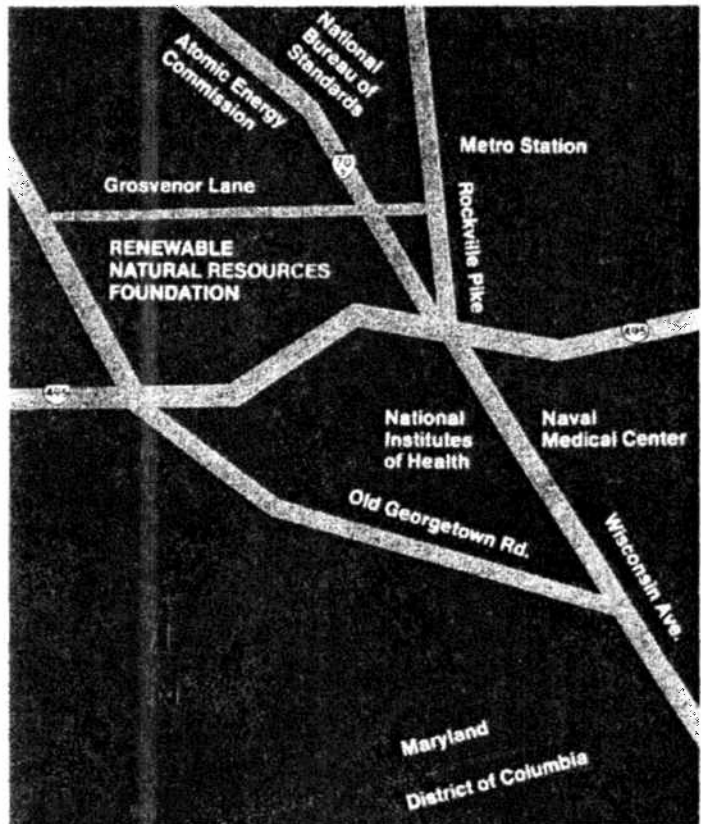 National
Bureau of
Standards
Atomic Energy
Commission
70
S
Metro Station
Grosvenor Lane
Rockville Pike
RENEWABLE
NATURAL RESOURCES
FOUNDATION
495
495
National
Institutes
of Health
Naval
Medical Center
Old Georgetown Rd.
Wisconsin Ave.
Maryland
District of Columbia